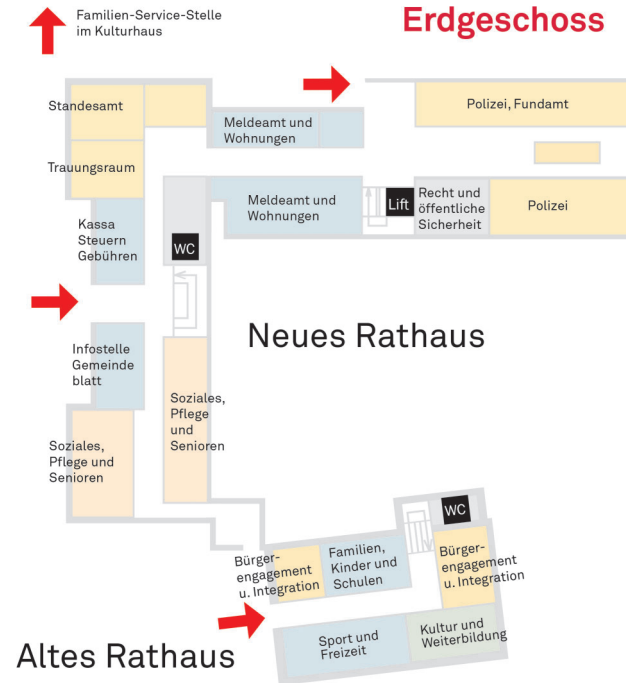 Familien-Service-Stelle
im Kulturhaus
Erdgeschoss
Standesamt
Polizei, Fundamt
Meldeamt und
Wohnungen
Trauungsraum
Meldeamt und
Wohnungen
Lift
Recht und
öffentliche
Sicherheit
Polizei
Kassa
Steuern
Gebühren
WC
Neues Rathaus
Infostelle
Gemeinde
blatt
Soziales,
Pflege
und
Senioren
Soziales,
Pflege und
Senioren
WC
Bürger-
engagement
u. Integration
Familien,
Kinder und
Schulen
Bürger-
engagement
u. Integration
Altes Rathaus
Sport und
Freizeit
Kultur und
Weiterbildung